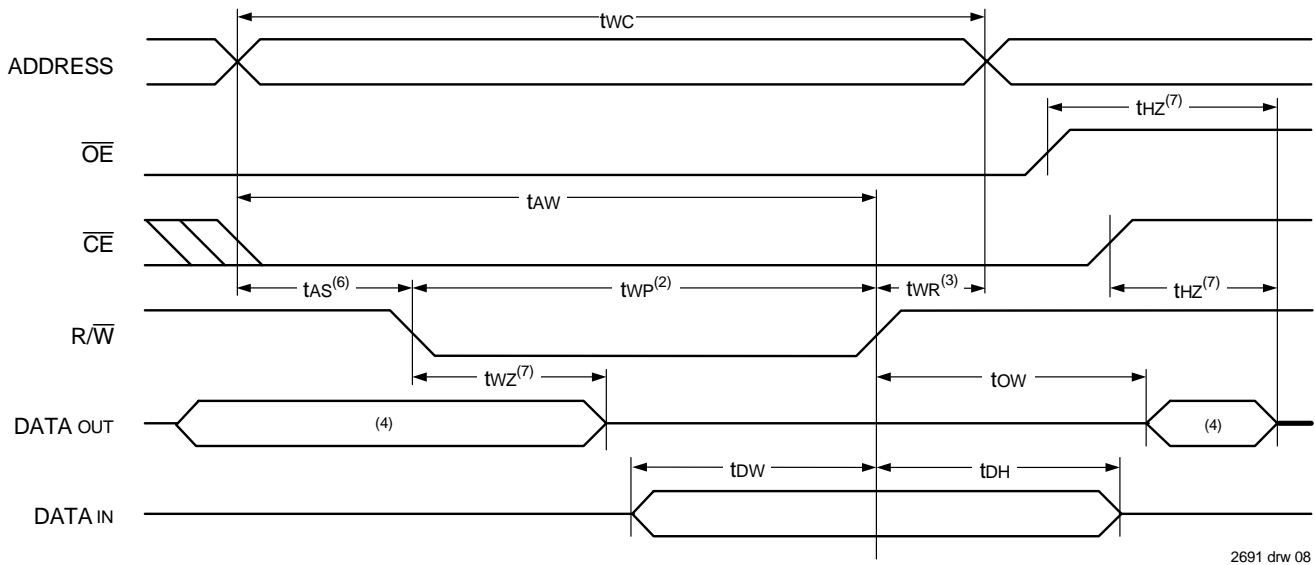 tWC
ADDRESS
tHZ(7)
OE
tAW
CE
tAS(6) tWP(2) tWR(3) tHZ(7)
R/W
tWZ(7) tOW
DATA OUT (4) (4)
tDW tDH
DATA IN
2691 drw 08